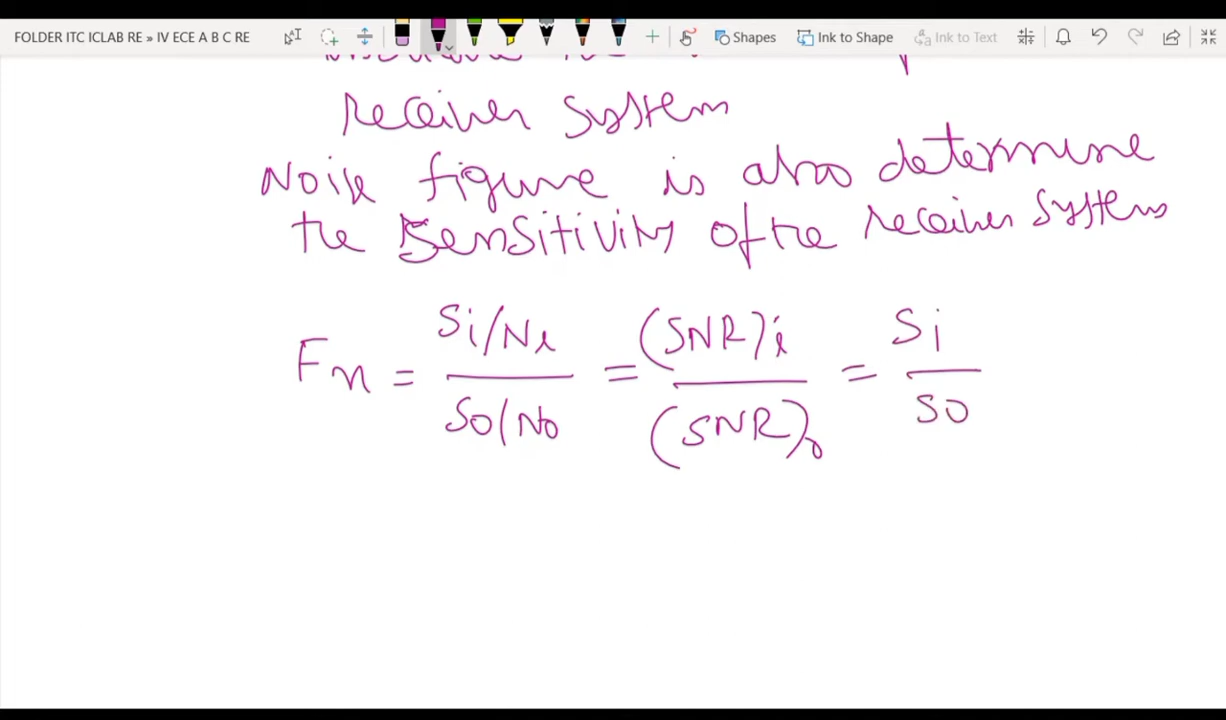 FOLDER ITC ICLAB RE » IV ECE A B C RE Shapes Ink to Shape Ink to Text
receiver system
Noise figure is also determine
the Sensitivity of the receiver system
Fn = Si/Ni / So/No = (SNR)i / (SNR)o = Si / So